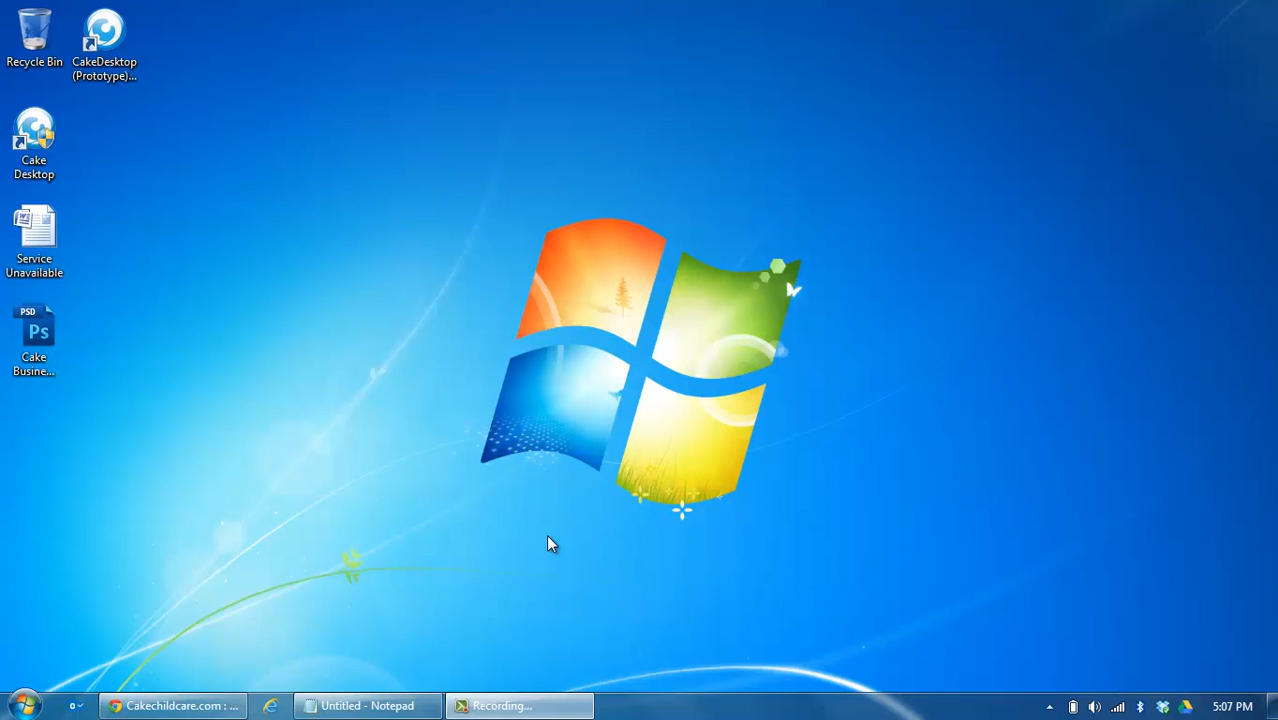 Recycle Bin
CakeDesktop
(Prototype)...
Cake
Desktop
Service
Unavailable
PSD
Ps
Cake
Busine...
Cakechildcare.com : ...
Untitled - Notepad
Recording...
5:07 PM